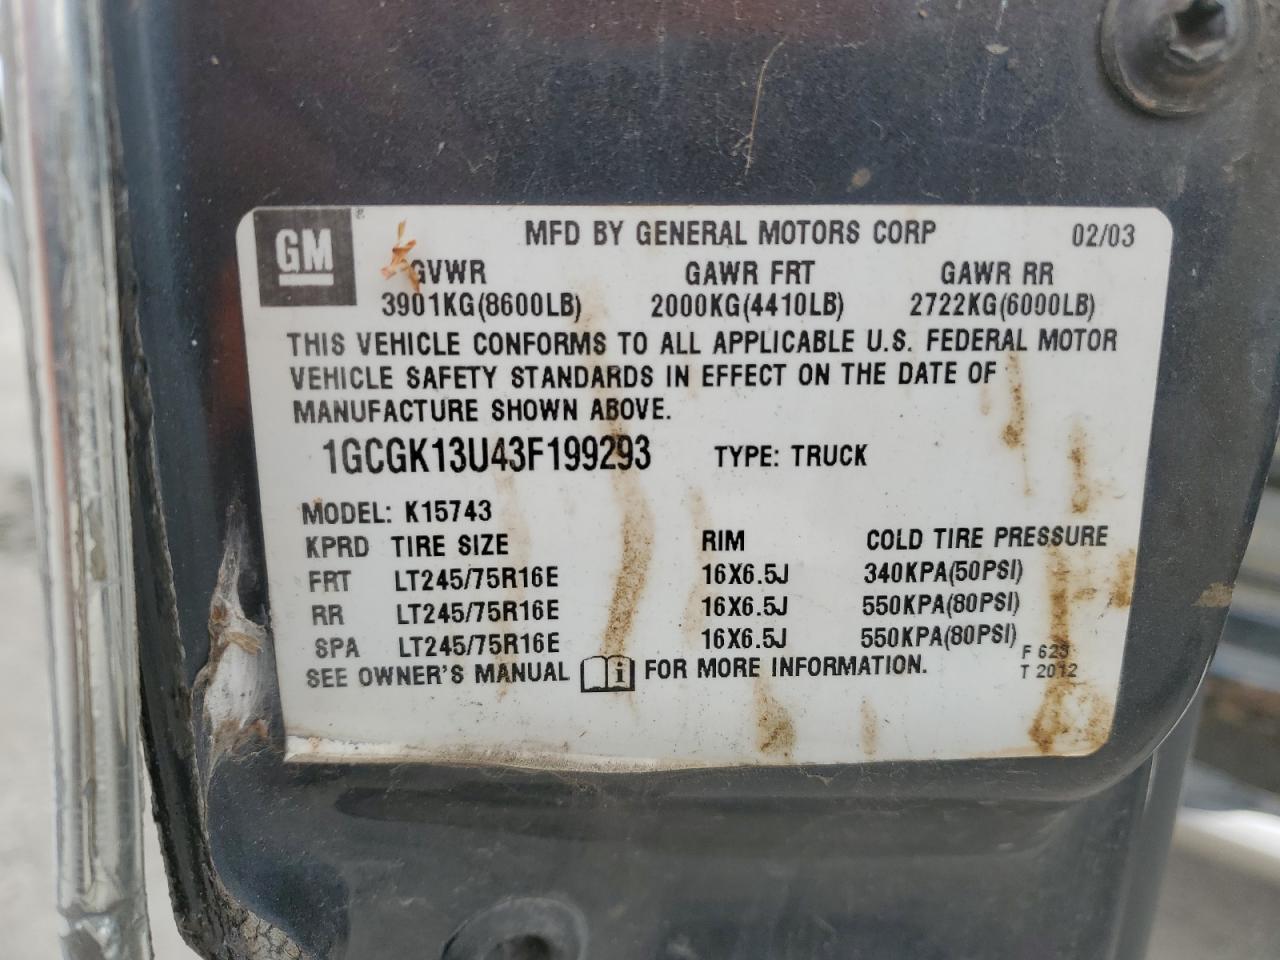 GM ®
MFD BY GENERAL MOTORS CORP 02/03
GVWR GAWR FRT GAWR RR
3901KG(8600LB) 2000KG(4410LB) 2722KG(6000LB)
THIS VEHICLE CONFORMS TO ALL APPLICABLE U.S. FEDERAL MOTOR
VEHICLE SAFETY STANDARDS IN EFFECT ON THE DATE OF
MANUFACTURE SHOWN ABOVE.
1GCGK13U43F199293 TYPE: TRUCK
MODEL: K15743
KPRD TIRE SIZE RIM COLD TIRE PRESSURE
FRT LT245/75R16E 16X6.5J 340KPA(50PSI)
RR LT245/75R16E 16X6.5J 550KPA(80PSI)
SPA LT245/75R16E 16X6.5J 550KPA(80PSI)
SEE OWNER'S MANUAL i FOR MORE INFORMATION.
F 623
T 2012